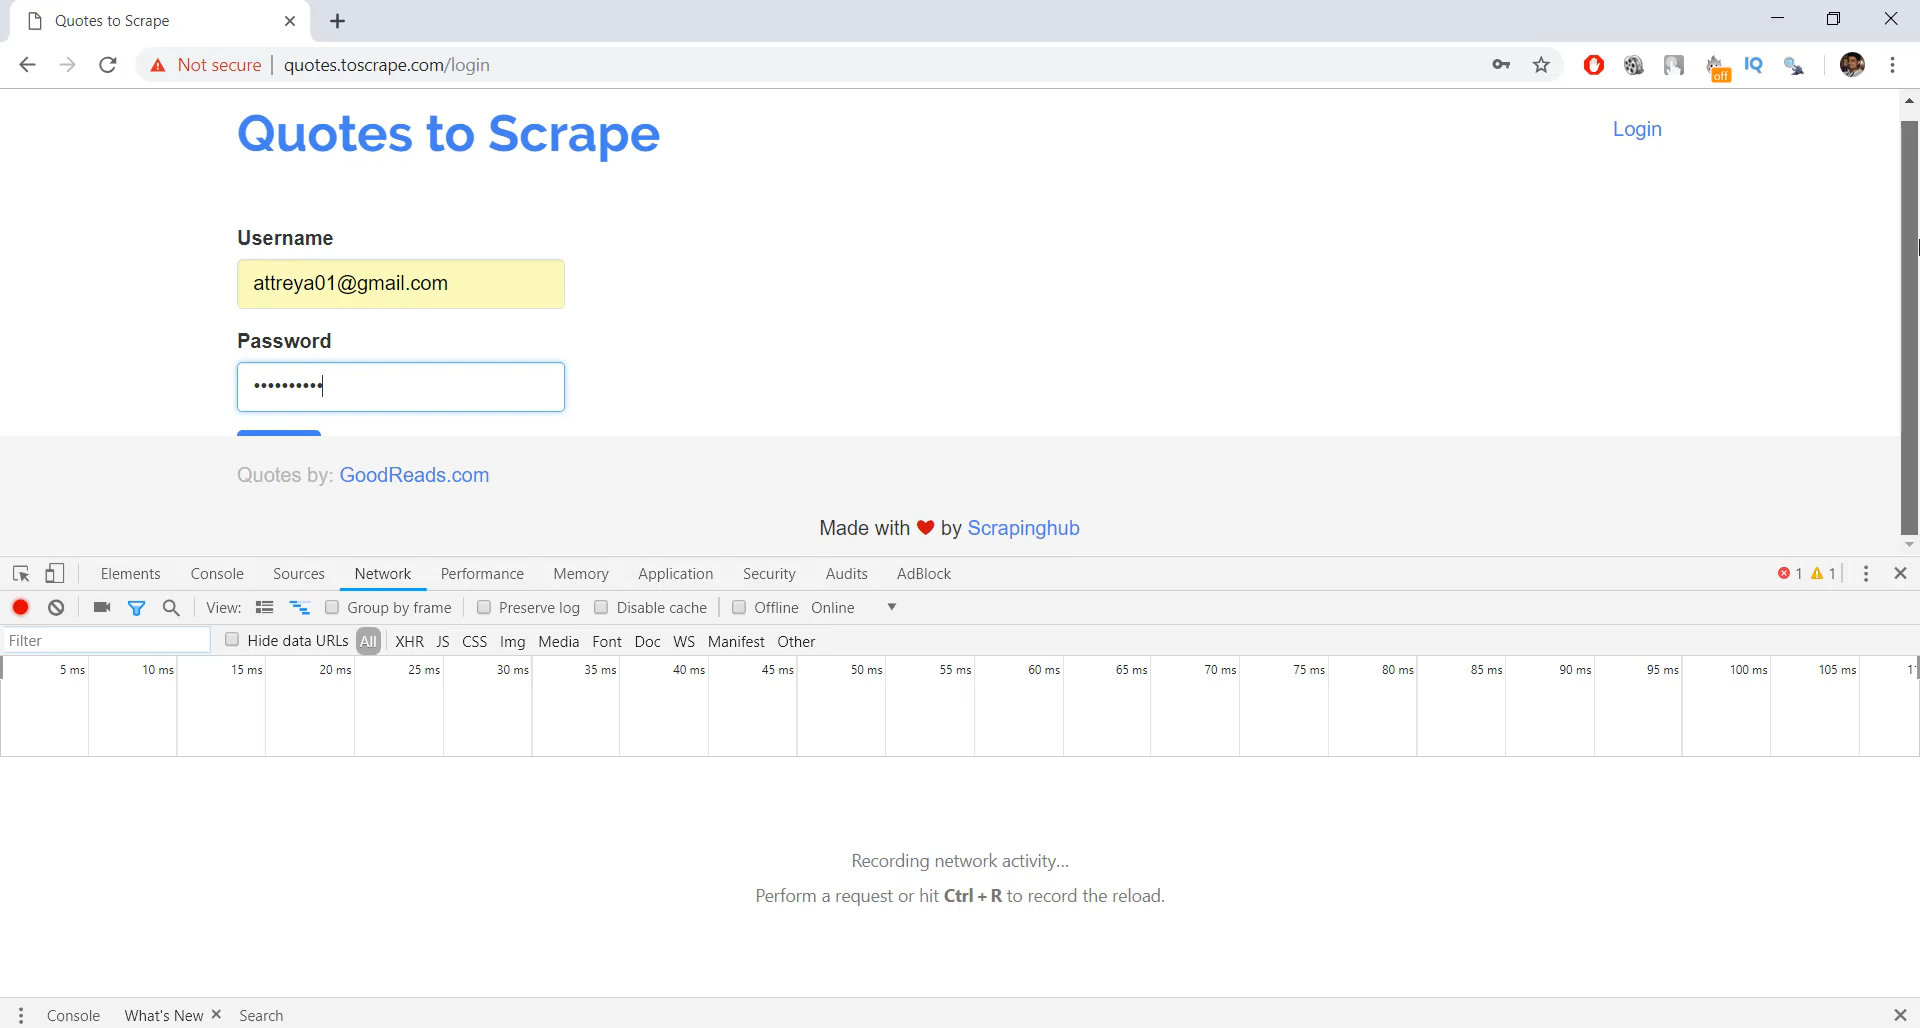 Quotes to Scrape
Not secure | quotes.toscrape.com/login
off
IQ
Quotes to Scrape
Login
Username
attreya01@gmail.com
Password
••••••••••
Quotes by: GoodReads.com
Made with ❤ by Scrapinghub
Elements Console Sources Network Performance Memory Application Security Audits AdBlock 1 1
View: Group by frame Preserve log Disable cache Offline Online
Filter Hide data URLs All XHR JS CSS Img Media Font Doc WS Manifest Other
5 ms 10 ms 15 ms 20 ms 25 ms 30 ms 35 ms 40 ms 45 ms 50 ms 55 ms 60 ms 65 ms 70 ms 75 ms 80 ms 85 ms 90 ms 95 ms 100 ms 105 ms
Recording network activity...
Perform a request or hit Ctrl + R to record the reload.
Console What's New Search